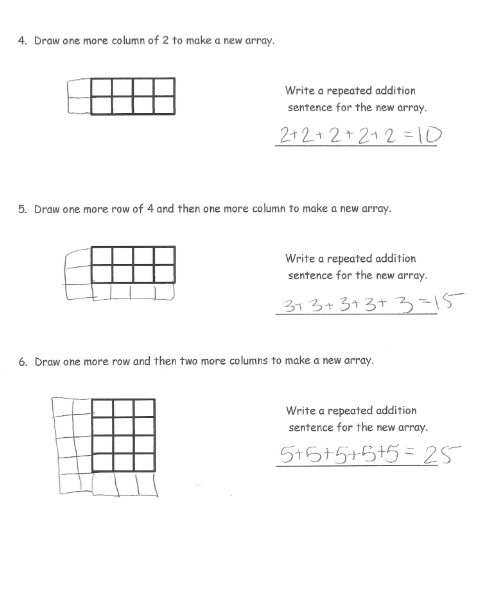 4. Draw one more column of 2 to make a new array.
Write a repeated addition
sentence for the new array.
2+2+2+2+2=10
5. Draw one more row of 4 and then one more column to make a new array.
Write a repeated addition
sentence for the new array.
3+3+3+3+3=15
6. Draw one more row and then two more columns to make a new array.
Write a repeated addition
sentence for the new array.
5+5+5+5+5=25